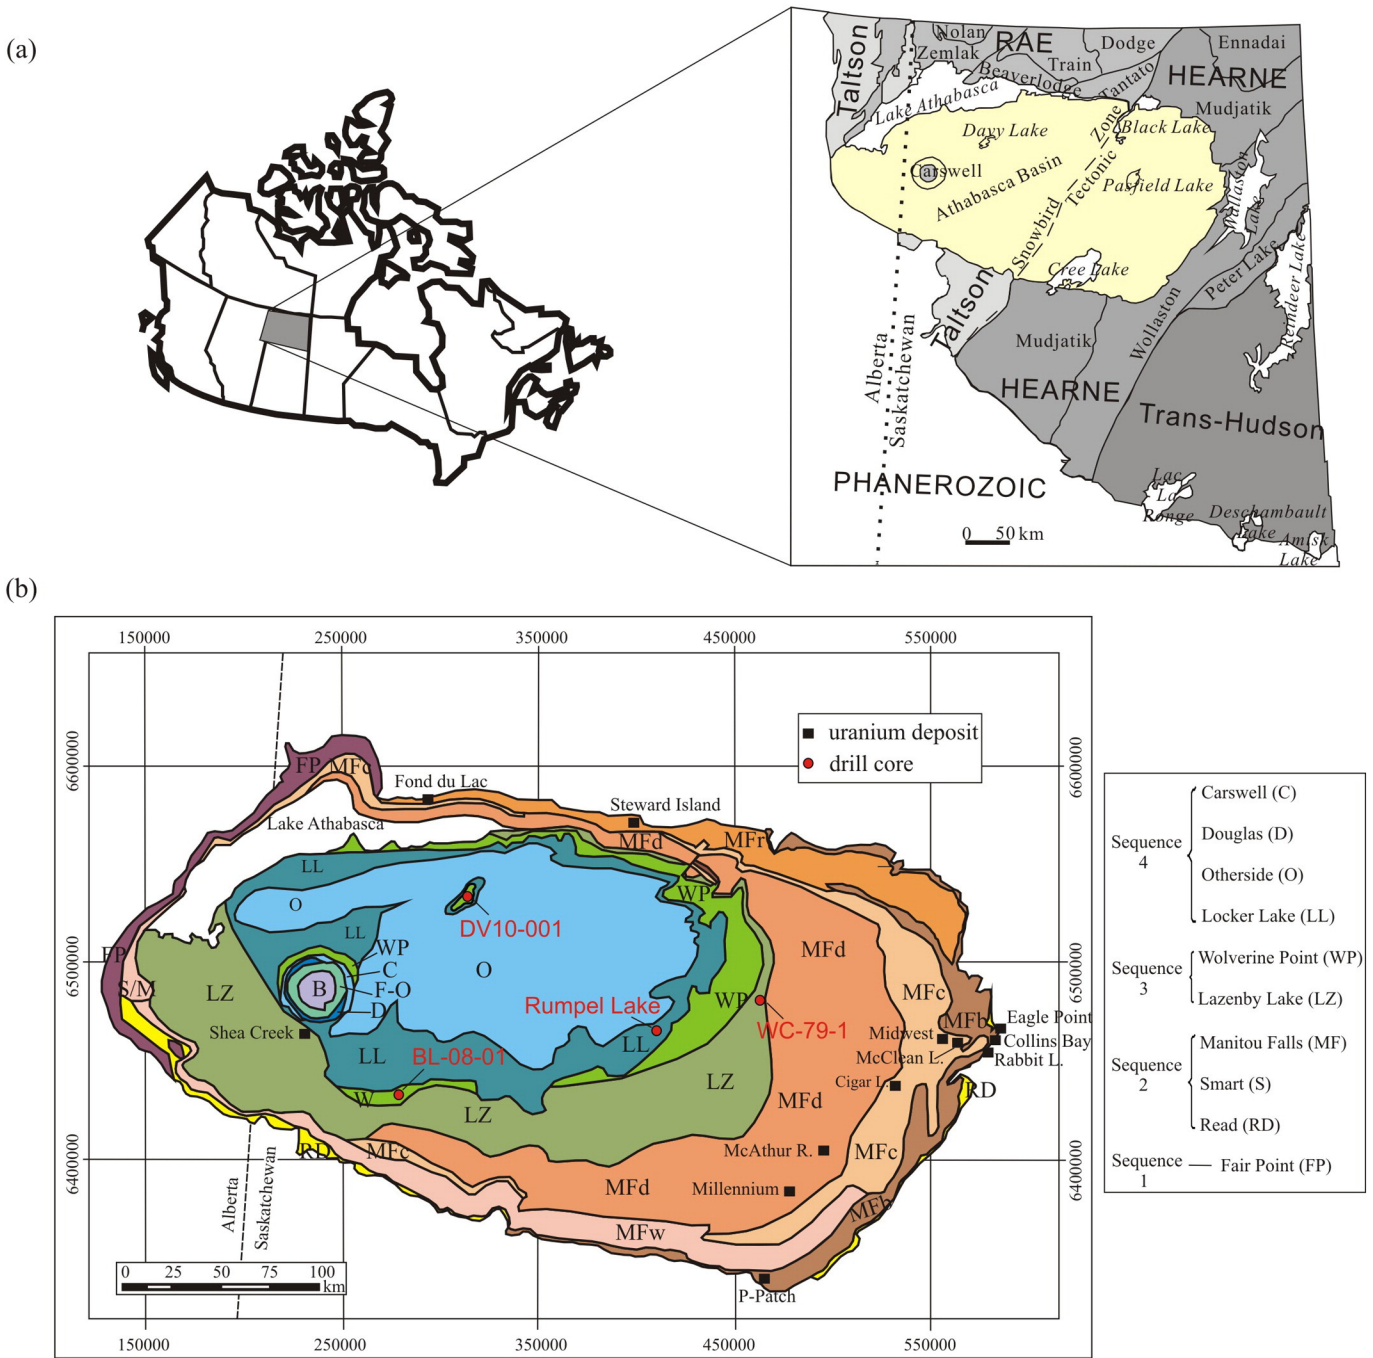 (a)
Taltson
Nolan
Zemlak
RAE
Dodge
Train
Beaverlodge
Tantato
Ennadai
HEARNE
Mudjatik
Lake Athabasca
Davy Lake
Black Lake
Carswell
Athabasca Basin
Snowbird Tectonic Zone
Pasfield Lake
Wallaston
Lake
Cree Lake
Peter Lake
Reindeer Lake
Taltson
Mudjatik
Wollaston
HEARNE
Trans-Hudson
Alberta
Saskatchewan
PHANEROZOIC
Lac
La
Ronge
Deschambault
Lake
Amisk
Lake
0 50 km
(b)
150000 250000 350000 450000 550000
6600000 6600000
uranium deposit
drill core
FP MFc
Fond du Lac
Steward Island
Lake Athabasca
MFd
MFr
LL
WP
O
DV10-001
LL
WP
MFd
FP
C
O
6500000 6500000
S/M
LZ
B
F-O
D
WP
MFc
Rumpel Lake
WC-79-1
MFb
Eagle Point
Shea Creek
Midwest
Collins Bay
LL
BL-08-01
LL
McClean L.
Rabbit L.
LZ
Cigar L.
RD
W
LZ
MFd
RD
MFc
McAthur R.
MFc
6400000 6400000
MFd
Millennium
MFb
Alberta
Saskatchewan
MFw
0 25 50 75 100
km
P-Patch
150000 250000 350000 450000 550000
Sequence
4
Carswell (C)
Douglas (D)
Otherside (O)
Locker Lake (LL)
Sequence
3
Wolverine Point (WP)
Lazenby Lake (LZ)
Sequence
2
Manitou Falls (MF)
Smart (S)
Read (RD)
Sequence
1
Fair Point (FP)